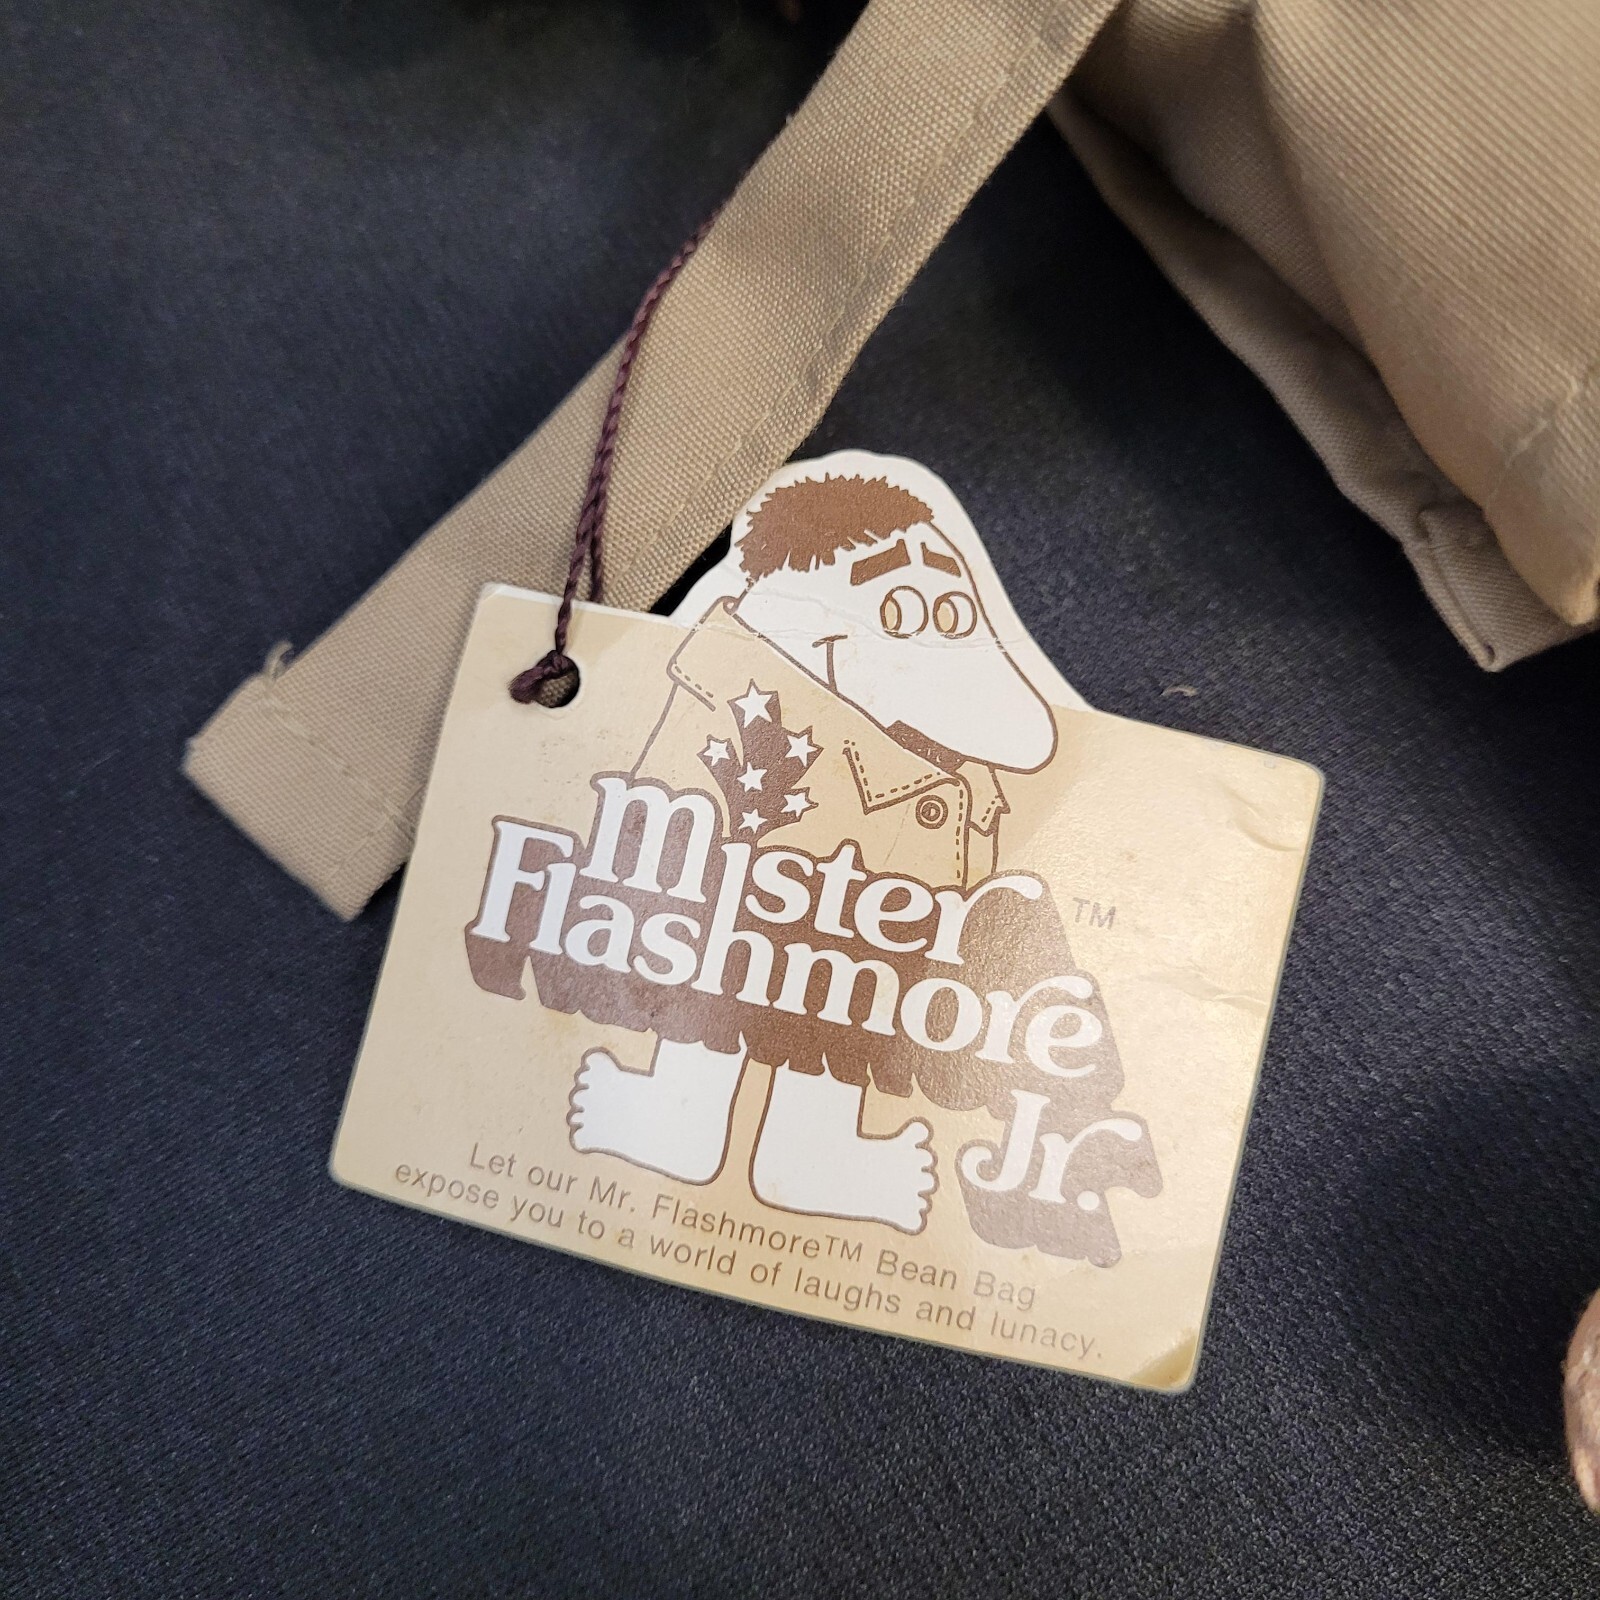 mister
Flashmore
Jr.
TM
Let our Mr. Flashmore™ Bean Bag
expose you to a world of laughs and lunacy.